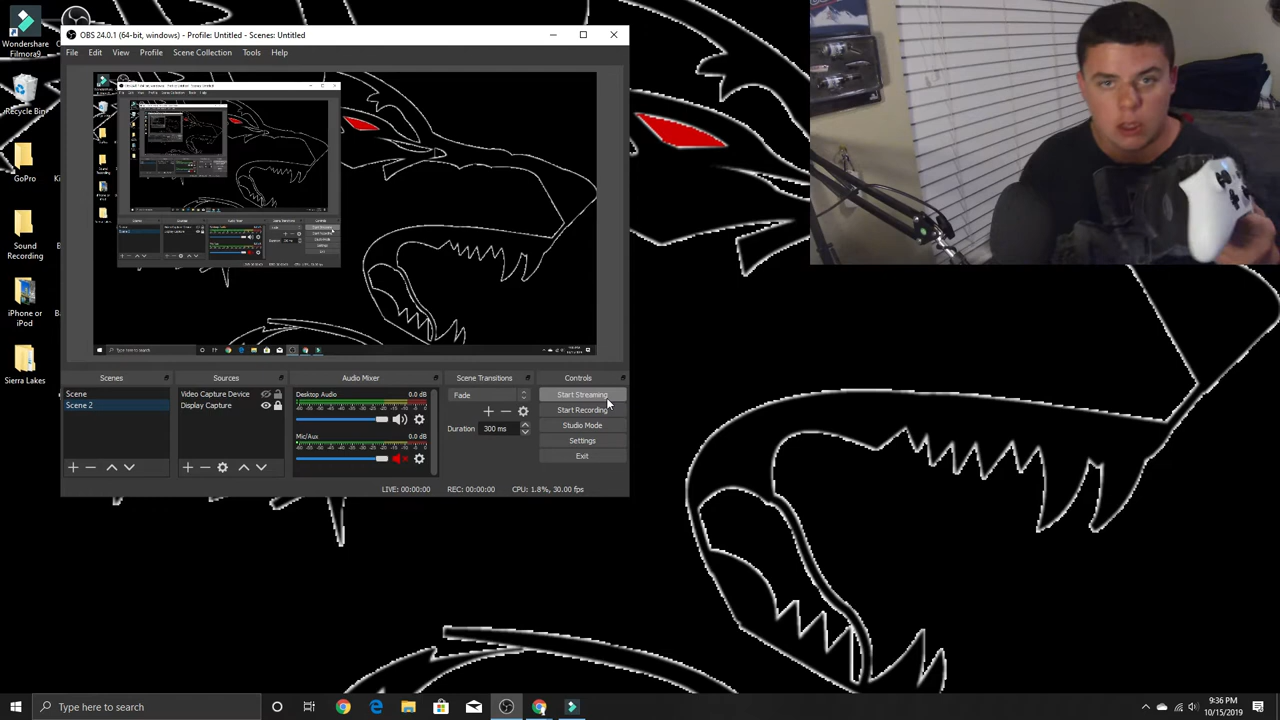 Wondershare
Filmora9
Recycle Bin
GoPro
Sound
Recording
iPhone or
iPod
Sierra Lakes
OBS 24.0.1 (64-bit, windows) - Profile: Untitled - Scenes: Untitled
File Edit View Profile Scene Collection Tools Help
Scenes Sources Audio Mixer Scene Transitions Controls
Scene
Scene 2
Video Capture Device
Display Capture
Desktop Audio 0.0 dB
Mic/Aux 0.0 dB
Fade
Duration 300 ms
Start Streaming
Start Recording
Studio Mode
Settings
Exit
LIVE: 00:00:00 REC: 00:00:00 CPU: 1.8%, 30.00 fps
Type here to search
9:36 PM
10/15/2019